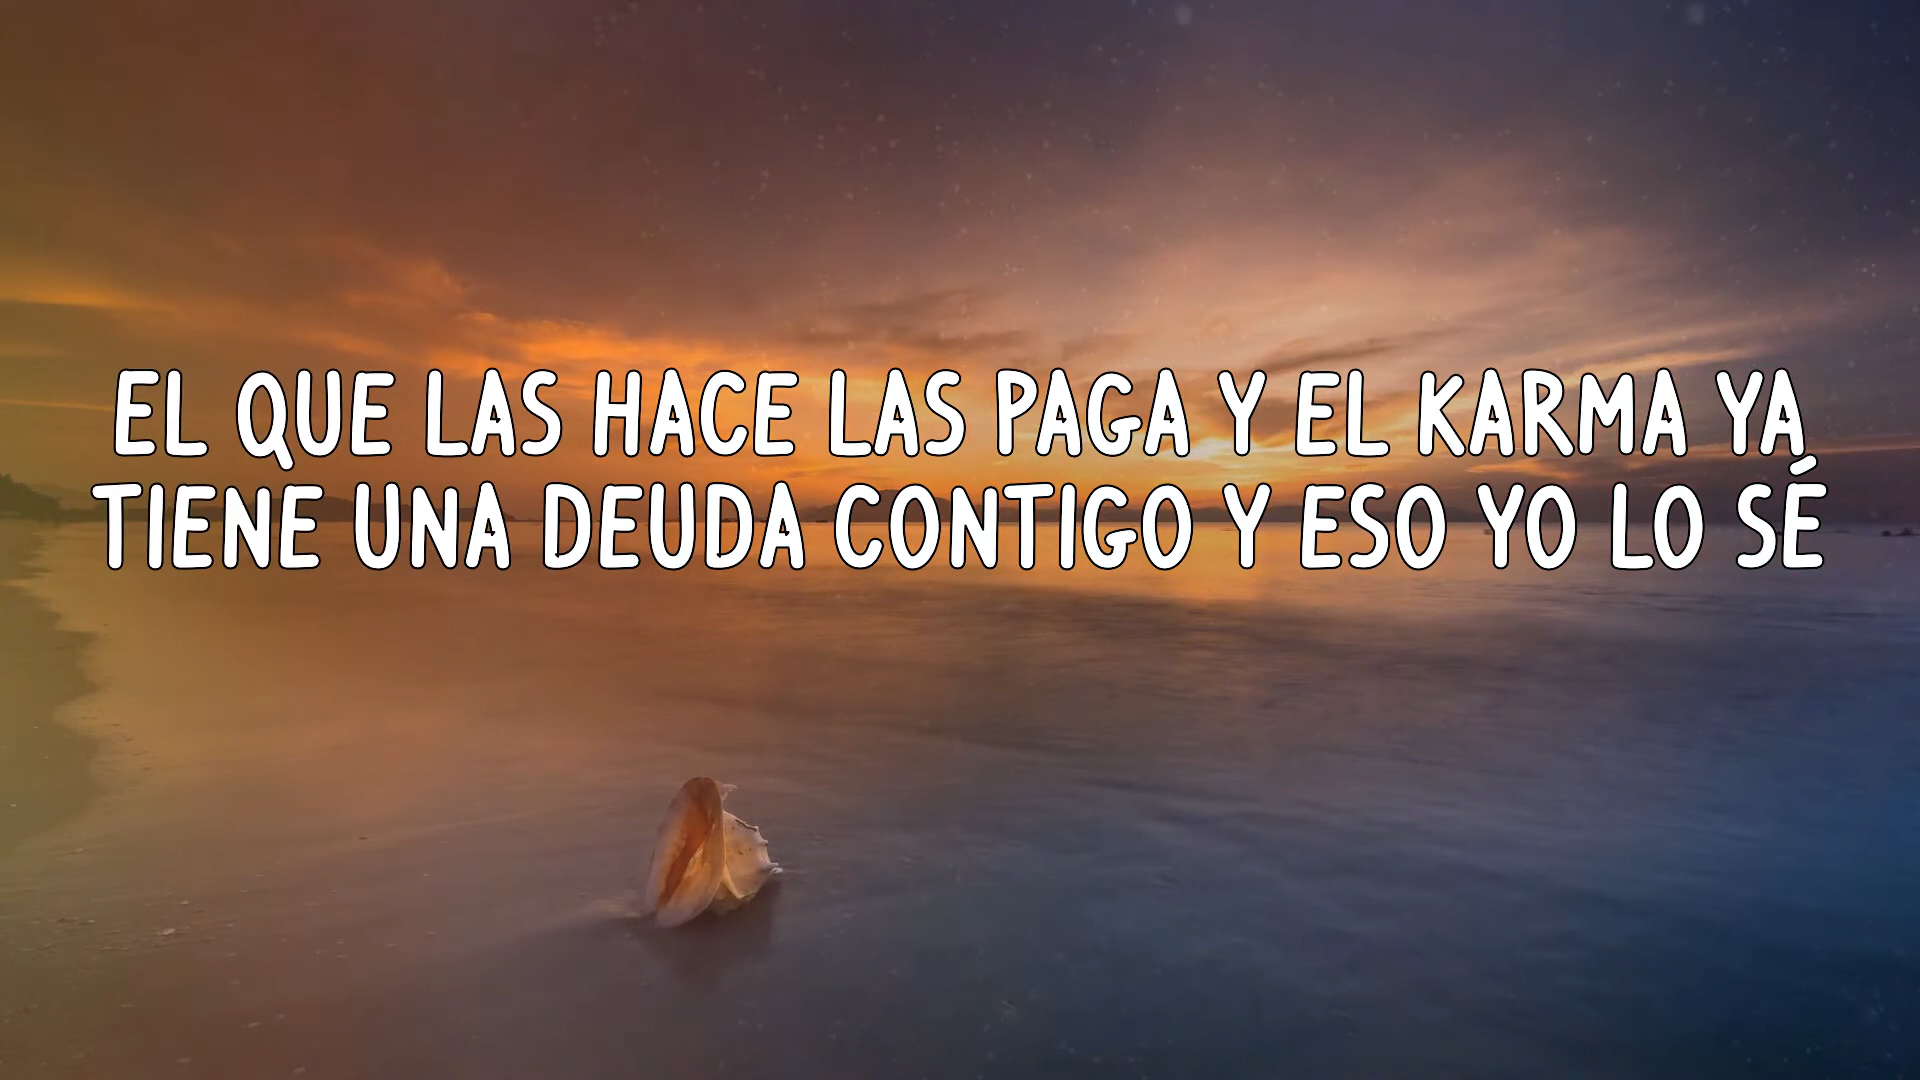 EL QUE LAS HACE LAS PAGA Y EL KARMA YA
TIENE UNA DEUDA CONTIGO Y ESO YO LO SÉ